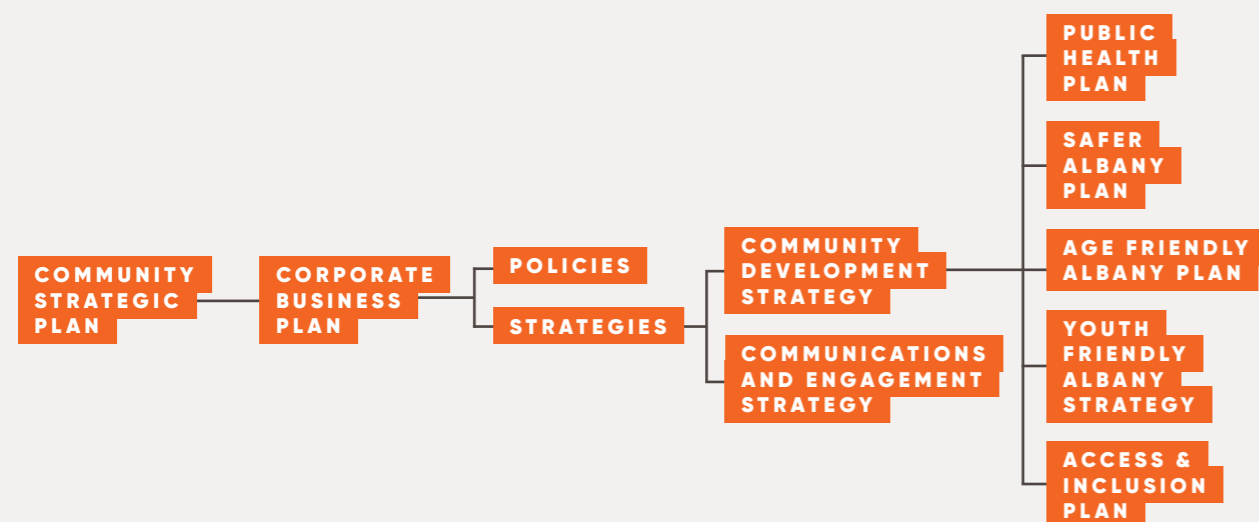 COMMUNITY
STRATEGIC
PLAN
CORPORATE
BUSINESS
PLAN
POLICIES
STRATEGIES
COMMUNITY
DEVELOPMENT
STRATEGY
COMMUNICATIONS
AND ENGAGEMENT
STRATEGY
PUBLIC
HEALTH
PLAN
SAFER
ALBANY
PLAN
AGE FRIENDLY
ALBANY PLAN
YOUTH
FRIENDLY
ALBANY
STRATEGY
ACCESS &
INCLUSION
PLAN